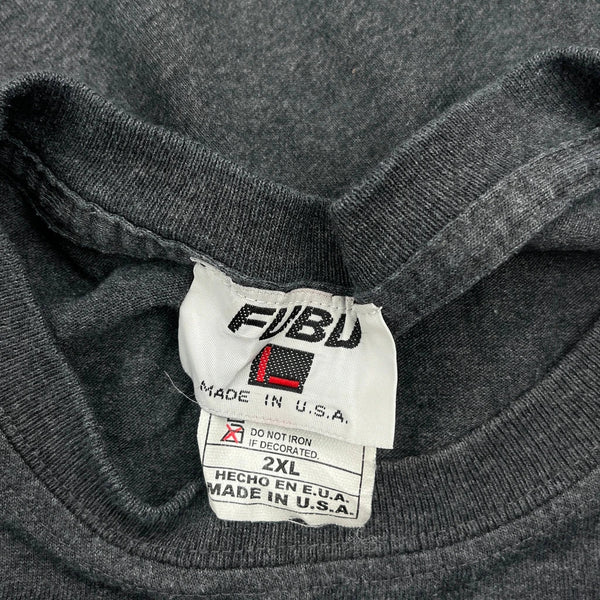 FUBU
MADE IN U.S.A.
DO NOT IRON
IF DECORATED.
2XL
HECHO EN E.U.A.
MADE IN U.S.A.